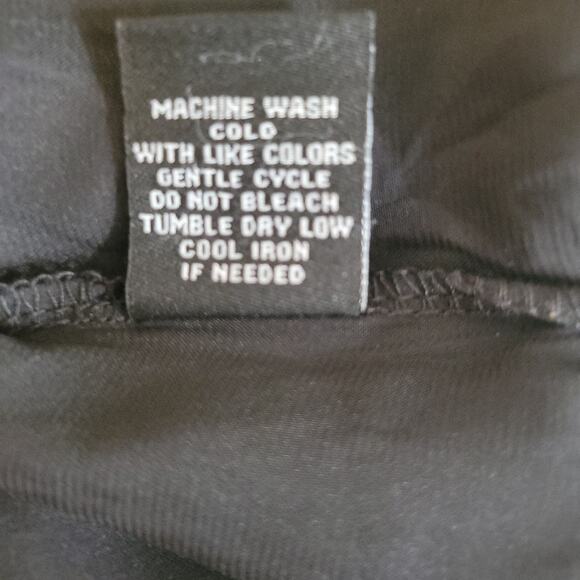 MACHINE WASH
COLD
WITH LIKE COLORS
GENTLE CYCLE
DO NOT BLEACH
TUMBLE DRY LOW
COOL IRON
IF NEEDED